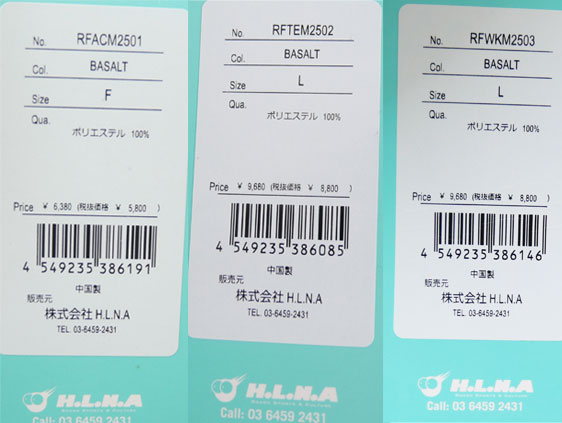 No. RFACM2501
Col. BASALT
Size F
Qua.
ポリエステル 100%
Price ¥ 6,380 (税抜価格 ¥ 5,800 )
4 549235 386191
中国製
販売元
株式会社 H.L.N.A
TEL. 03-6459-2431
No. RFTEM2502
Col. BASALT
Size L
Qua.
ポリエステル 100%
Price ¥ 9,680 (税抜価格 ¥ 8,800 )
4 549235 386085
中国製
販売元
株式会社 H.L.N.A
TEL. 03-6459-2431
No. RFWKM2503
Col. BASALT
Size L
Qua.
ポリエステル 100%
Price ¥ 9,680 (税抜価格 ¥ 8,800 )
4 549235 386146
中国製
販売元
株式会社 H.L.N.A
TEL. 03-6459-2431
H.L.N.A
Call: 03 6459 2431
H.L.N.A
Board Sports & Culture
Call: 03 6459 2431
H.L.N.A
Call: 03 6459 2431